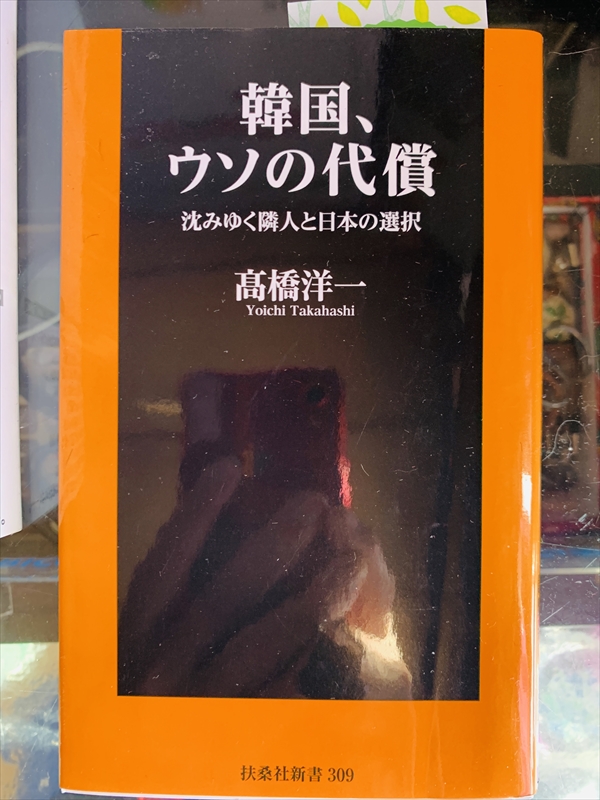 韓国、
ウソの代償
沈みゆく隣人と日本の選択
髙橋洋一
Yoichi Takahashi
扶桑社新書 309